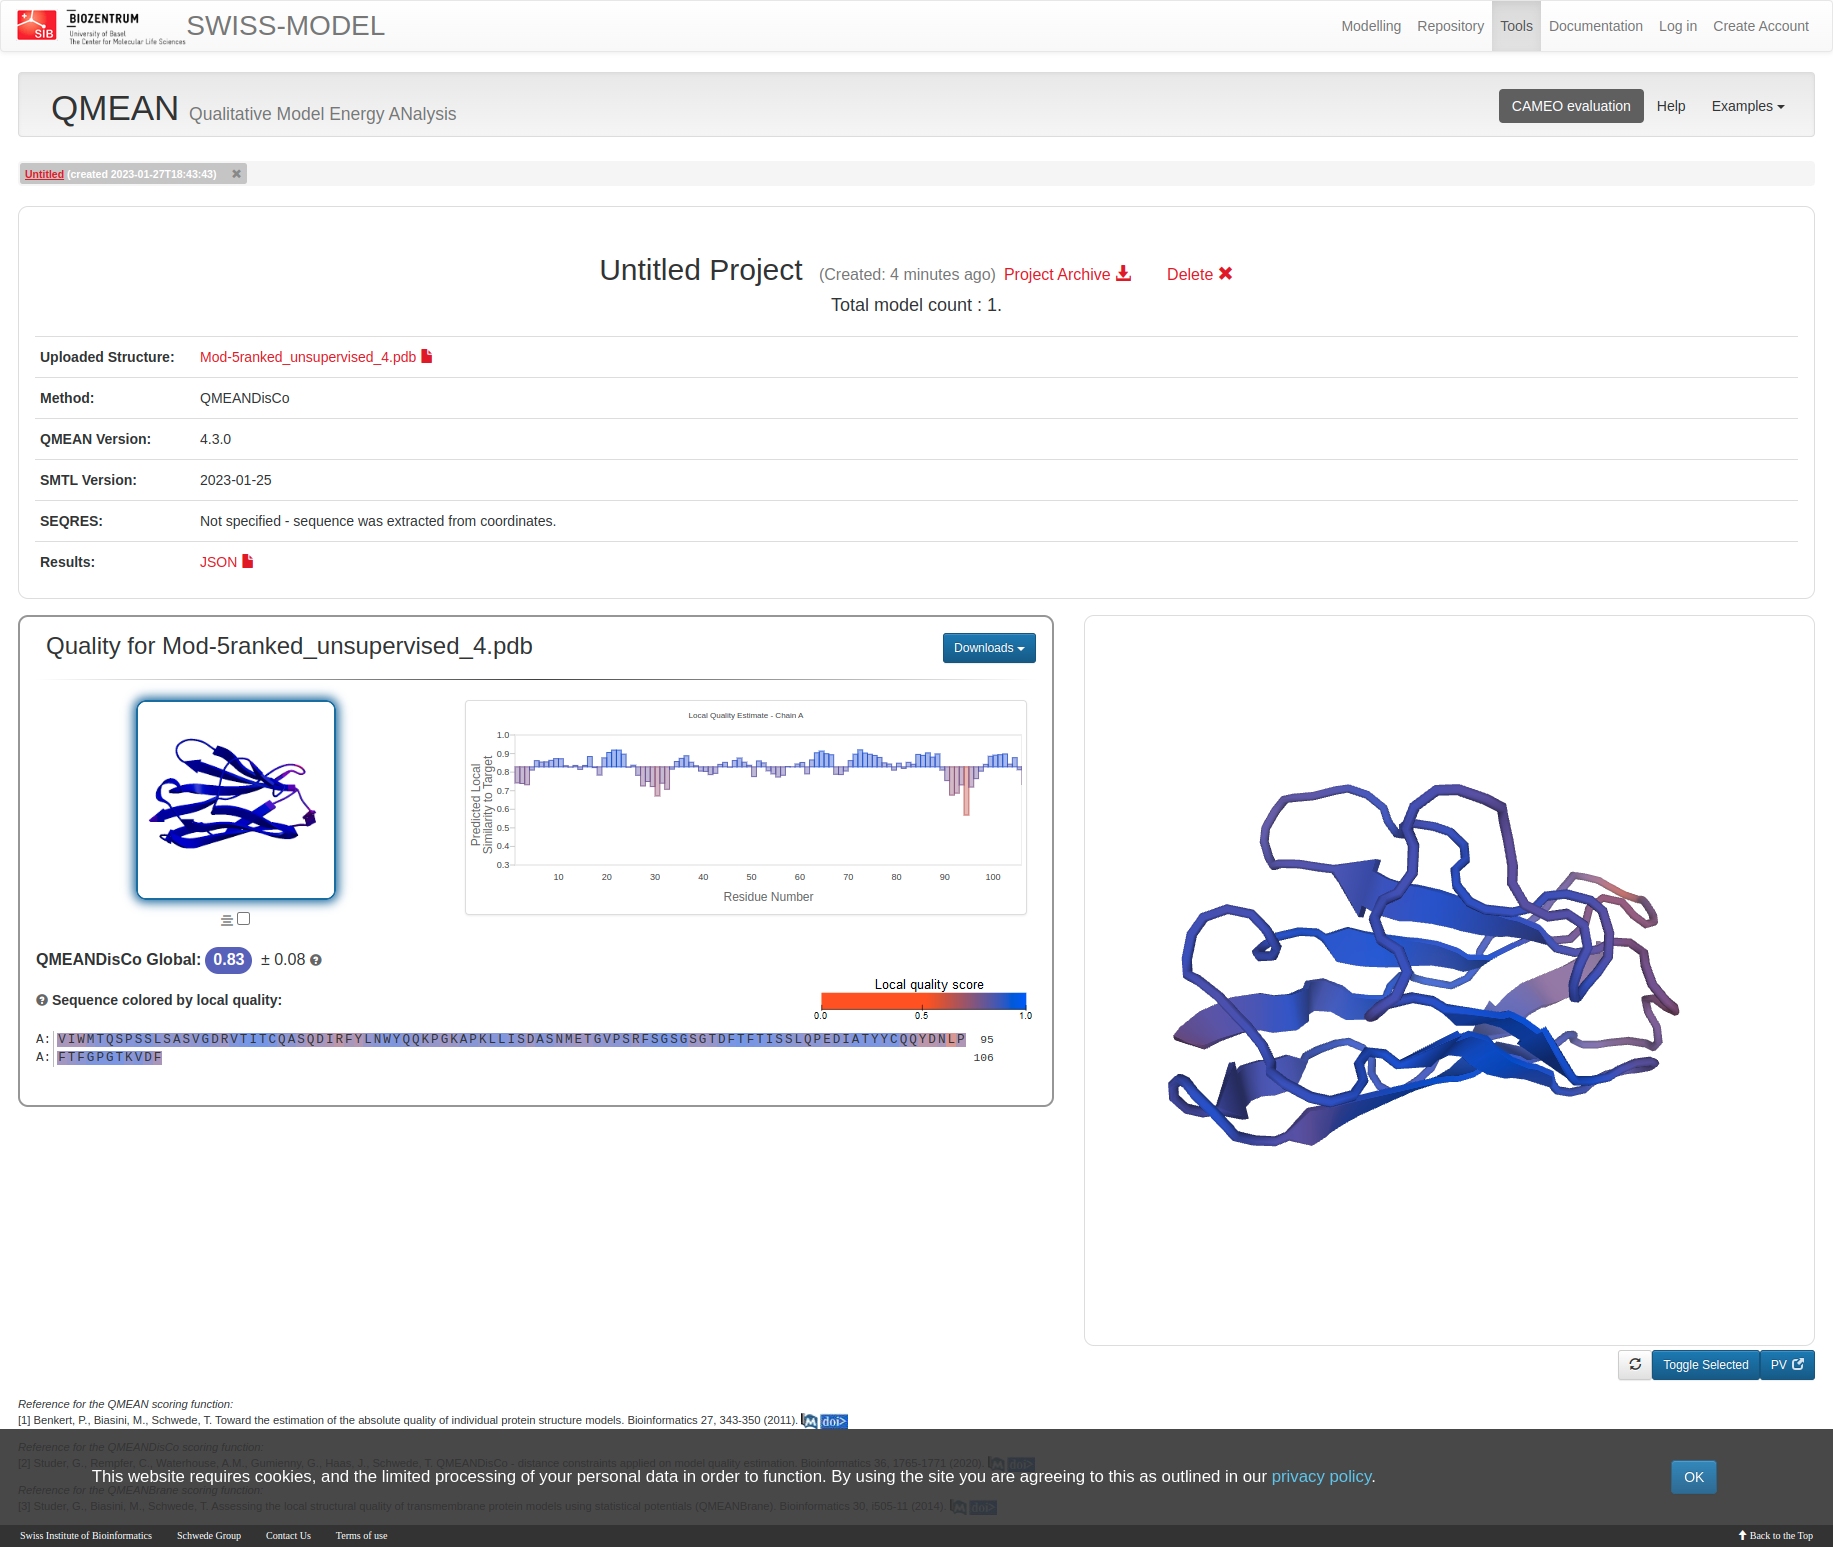 SIB
BIOZENTRUM
University of Basel
The Center for Molecular Life Sciences
SWISS-MODEL
Modelling
Repository
Tools
Documentation
Log in
Create Account
QMEAN Qualitative Model Energy ANalysis
CAMEO evaluation
Help
Examples
Untitled (created 2023-01-27T18:43:43)
Untitled Project (Created: 4 minutes ago) Project Archive Delete
Total model count : 1.
Uploaded Structure: Mod-5ranked_unsupervised_4.pdb
Method: QMEANDisCo
QMEAN Version: 4.3.0
SMTL Version: 2023-01-25
SEQRES: Not specified - sequence was extracted from coordinates.
Results: JSON
Quality for Mod-5ranked_unsupervised_4.pdb
Downloads
Local Quality Estimate - Chain A
Predicted Local
Similarity to Target
1.0
0.9
0.8
0.7
0.6
0.5
0.4
0.3
10 20 30 40 50 60 70 80 90 100
Residue Number
QMEANDisCo Global: 0.83 ± 0.08
Sequence colored by local quality:
Local quality score
0.0 0.5 1.0
A: VIWMTQSPSSLSASVGDRVTITCQASQDIRFYLNWYQQKPGKAPKLLISDASNMETGVPSRFSGSGSGTDFTFTISSLQPEDIATYYCQQYDNLP 95
A: FTFGPGTKVDF 106
Toggle Selected
PV
Reference for the QMEAN scoring function:
[1] Benkert, P., Biasini, M., Schwede, T. Toward the estimation of the absolute quality of individual protein structure models. Bioinformatics 27, 343-350 (2011). doi>
Reference for the QMEANDisCo scoring function:
[2] Studer, G., Rempfer, C., Waterhouse, A.M., Gumienny, G., Haas, J., Schwede, T. QMEANDisCo - distance constraints applied on model quality estimation. Bioinformatics 36, 1765-1771 (2020). doi>
This website requires cookies, and the limited processing of your personal data in order to function. By using the site you are agreeing to this as outlined in our privacy policy.
OK
Reference for the QMEANBrane scoring function:
[3] Studer, G., Biasini, M., Schwede, T. Assessing the local structural quality of transmembrane protein models using statistical potentials (QMEANBrane). Bioinformatics 30, i505-11 (2014). doi>
Swiss Institute of Bioinformatics
Schwede Group
Contact Us
Terms of use
Back to the Top